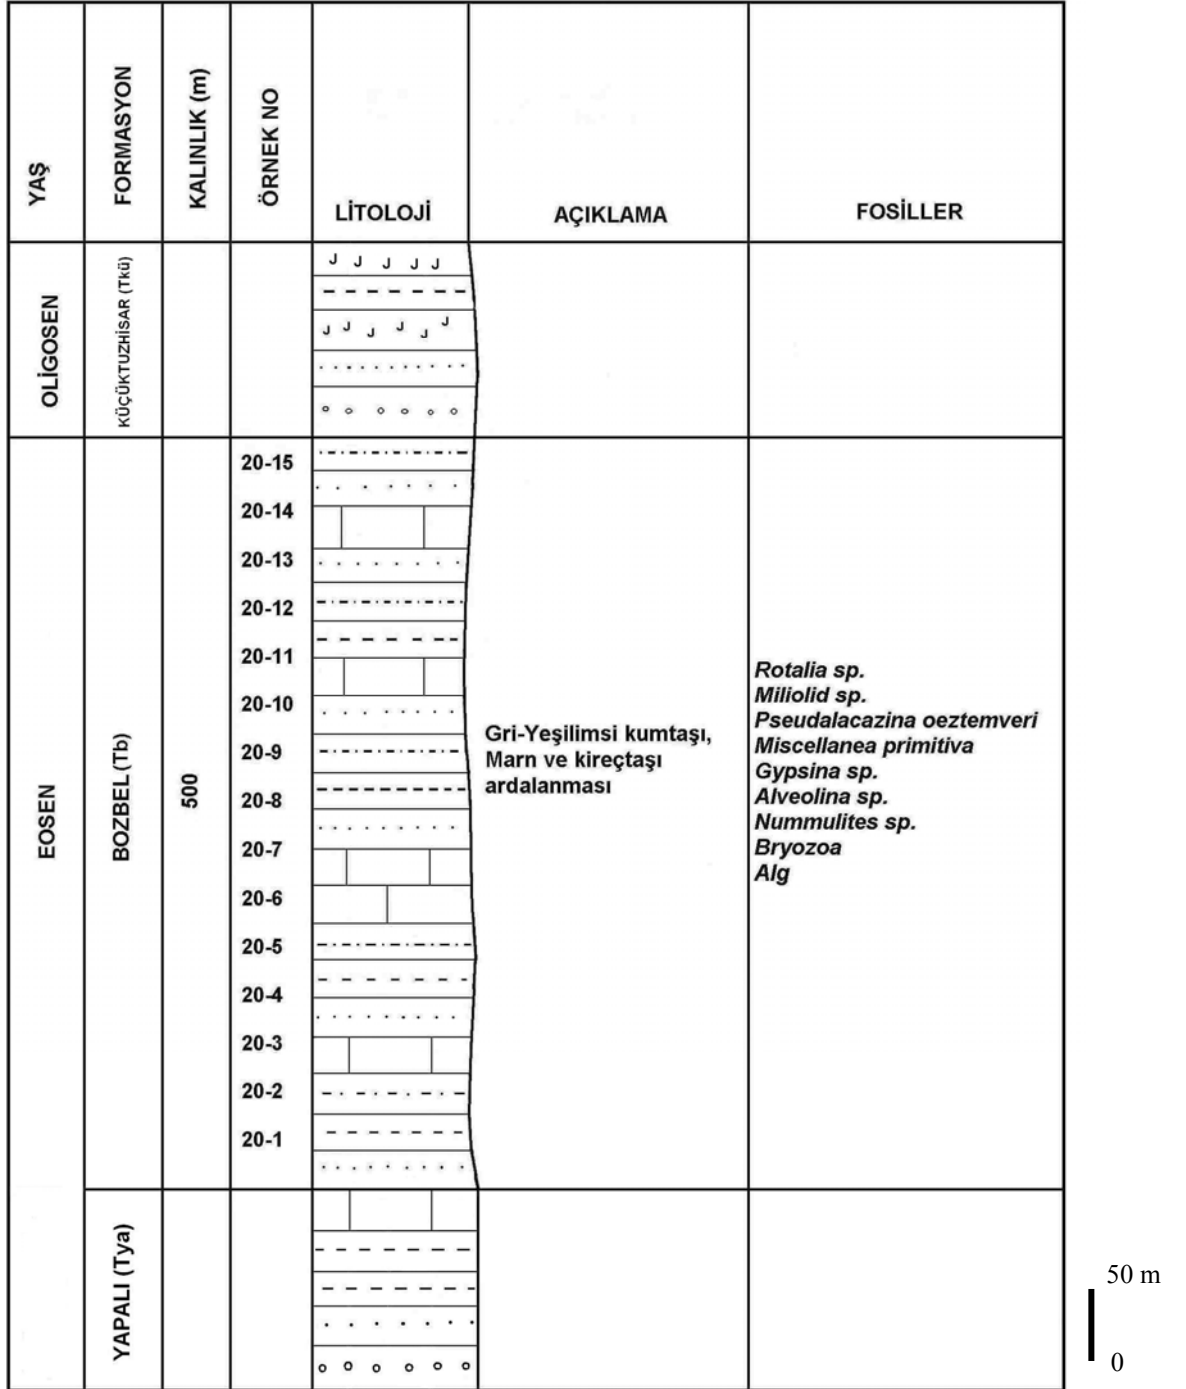 YAŞ
FORMASYON
KALINLIK (m)
ÖRNEK NO
LİTOLOJİ
AÇIKLAMA
FOSİLLER
OLİGOSEN
KÜÇÜKTUZHİSAR (Tkü)
EOSEN
BOZBEL (Tb)
500
20-15
20-14
20-13
20-12
20-11
20-10
20-9
20-8
20-7
20-6
20-5
20-4
20-3
20-2
20-1
Gri-Yeşilimsi kumtaşı,
Marn ve kireçtaşı
ardalanması
Rotalia sp.
Miliolid sp.
Pseudalacazina oeztemveri
Miscellanea primitiva
Gypsina sp.
Alveolina sp.
Nummulites sp.
Bryozoa
Alg
YAPALI (Tya)
50 m
0